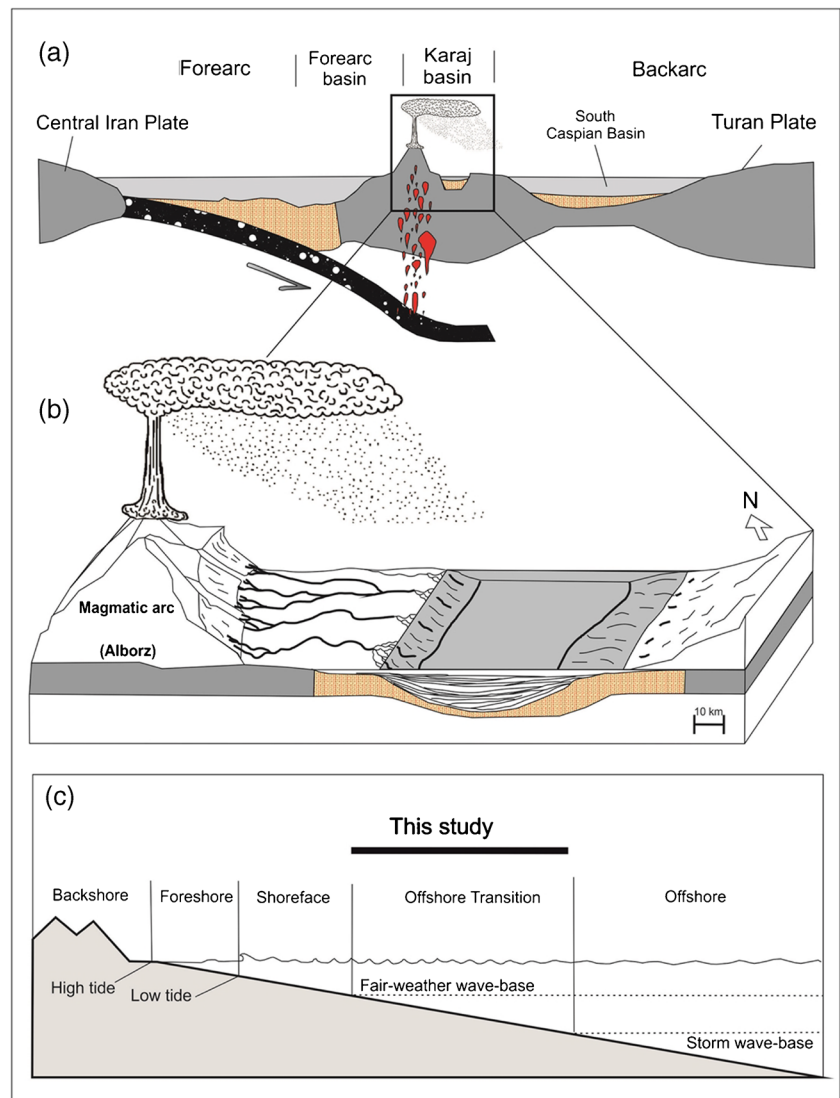 (a)
Forearc
Forearc
basin
Karaj
basin
Backarc
Central Iran Plate
South
Caspian Basin
Turan Plate
(b)
N
Magmatic arc
(Alborz)
10 km
(c)
This study
Backshore
Foreshore
Shoreface
Offshore Transition
Offshore
High tide
Low tide
Fair-weather wave-base
Storm wave-base